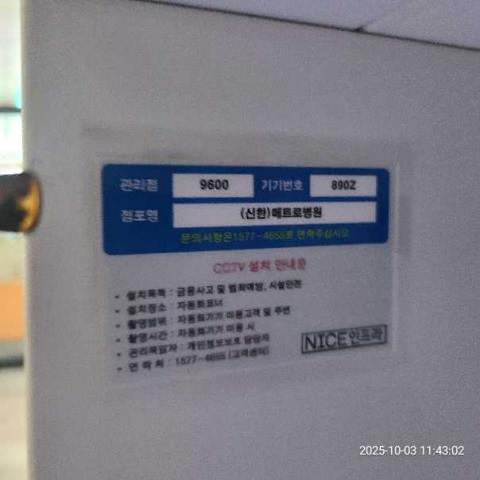 관리점 9600 기기번호 890Z
점포명 (신한)메트로병원
문의사항은1577-4655로 연락주십시오
CCTV 설치 안내문
• 설치목적 : 금융사고 및 범죄예방, 시설안전
• 설치장소 : 자동화코너
• 촬영범위 : 자동화기기 이용고객 및 주변
• 촬영시간 : 자동화기기 이용 시
• 관리책임자 : 개인정보보호 담당자
• 연 락 처 : 1577-4655 (고객센터)
NICE인프라
2025-10-03 11:43:02